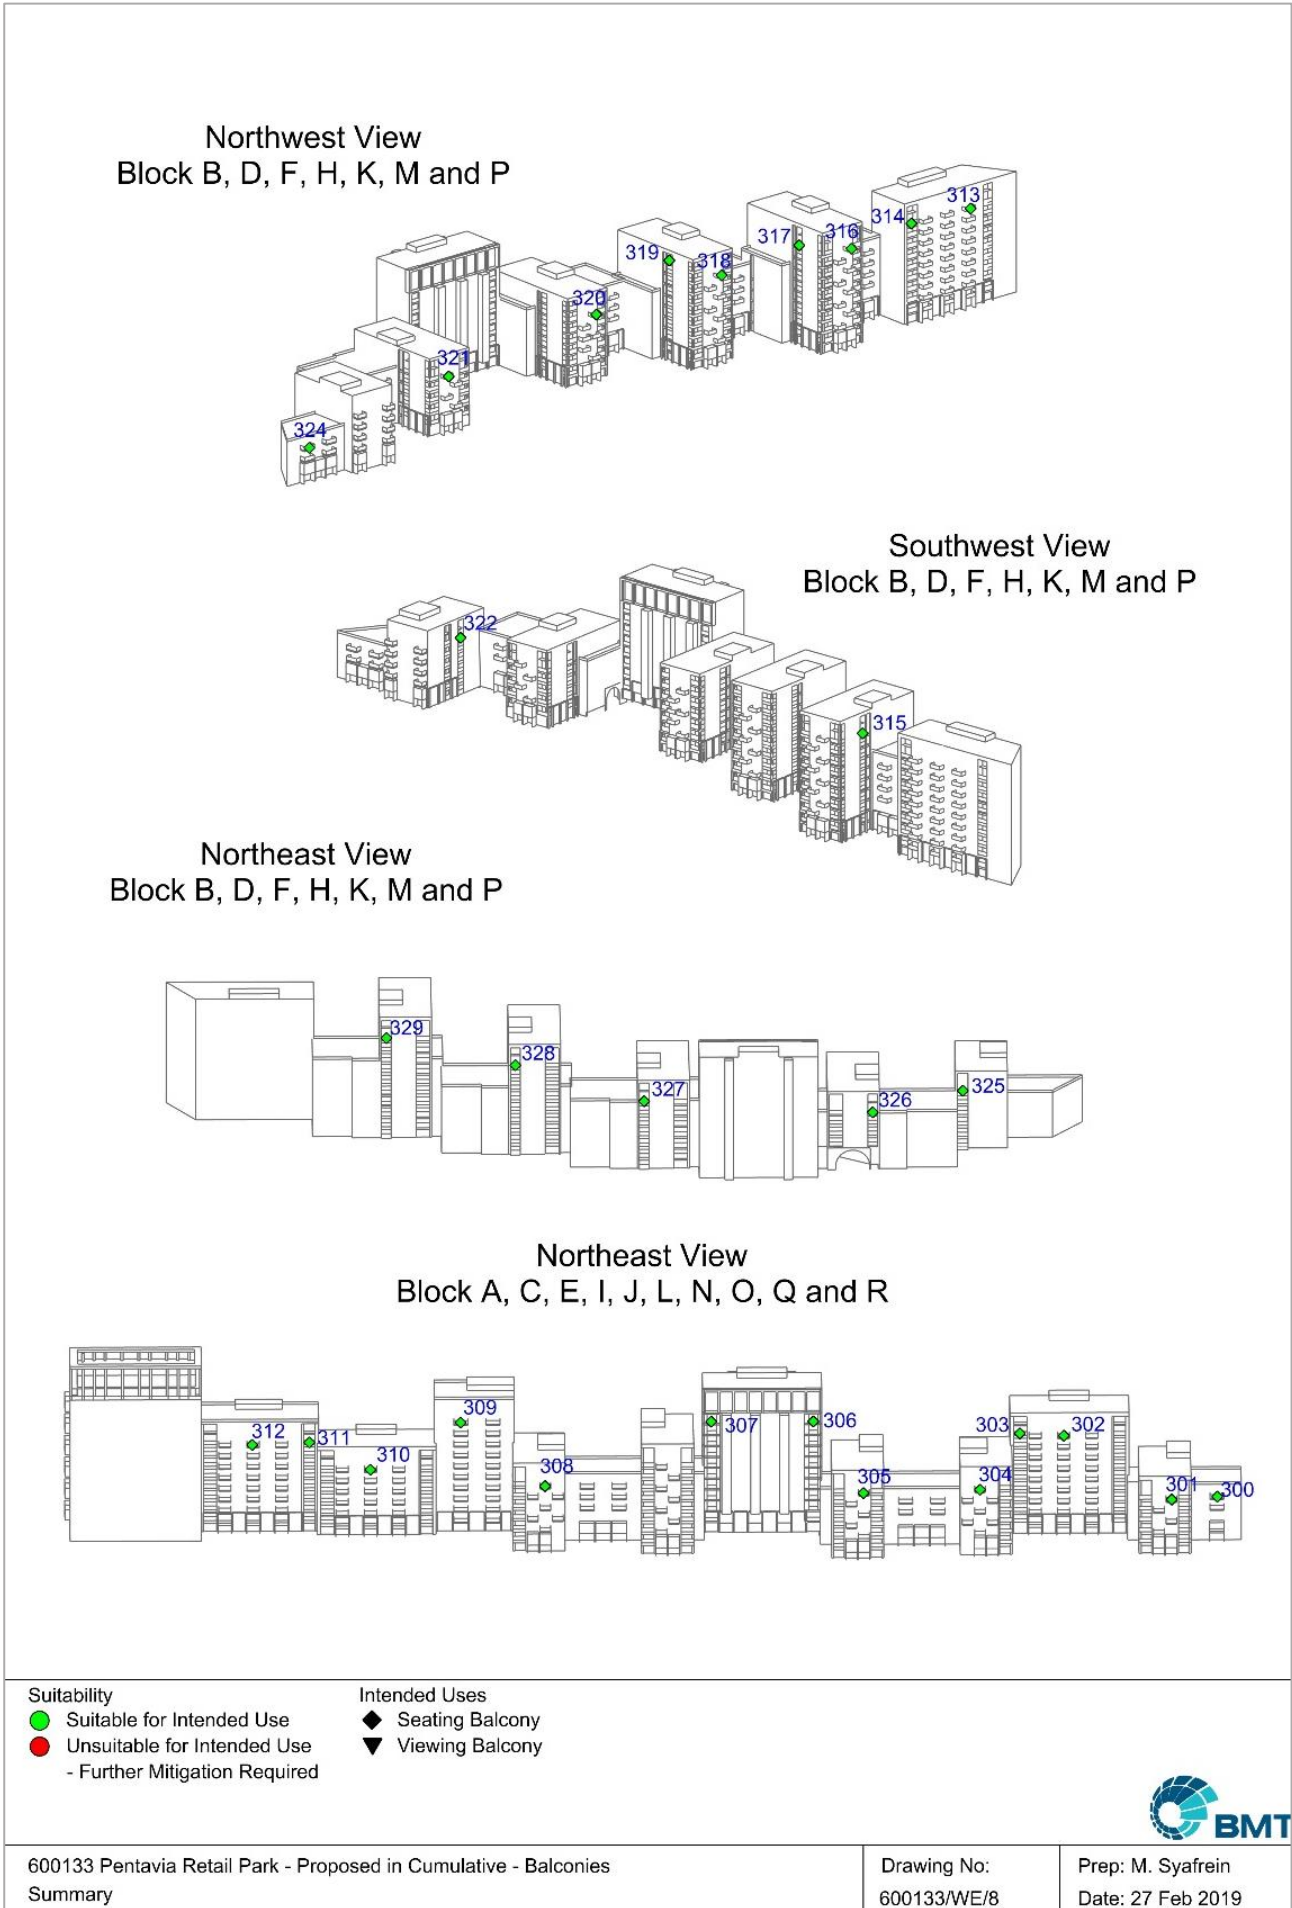 Northwest View
Block B, D, F, H, K, M and P
313
314
316
317
318
319
320
321
324
Southwest View
Block B, D, F, H, K, M and P
322
315
Northeast View
Block B, D, F, H, K, M and P
329
328
327
326
325
Northeast View
Block A, C, E, I, J, L, N, O, Q and R
312
311
310
309
308
307
306
305
304
303
302
301
300
Suitability
Suitable for Intended Use
Unsuitable for Intended Use
- Further Mitigation Required
Intended Uses
Seating Balcony
Viewing Balcony
BMT
600133 Pentavia Retail Park - Proposed in Cumulative - Balconies
Summary
Drawing No:
600133/WE/8
Prep: M. Syafrein
Date: 27 Feb 2019